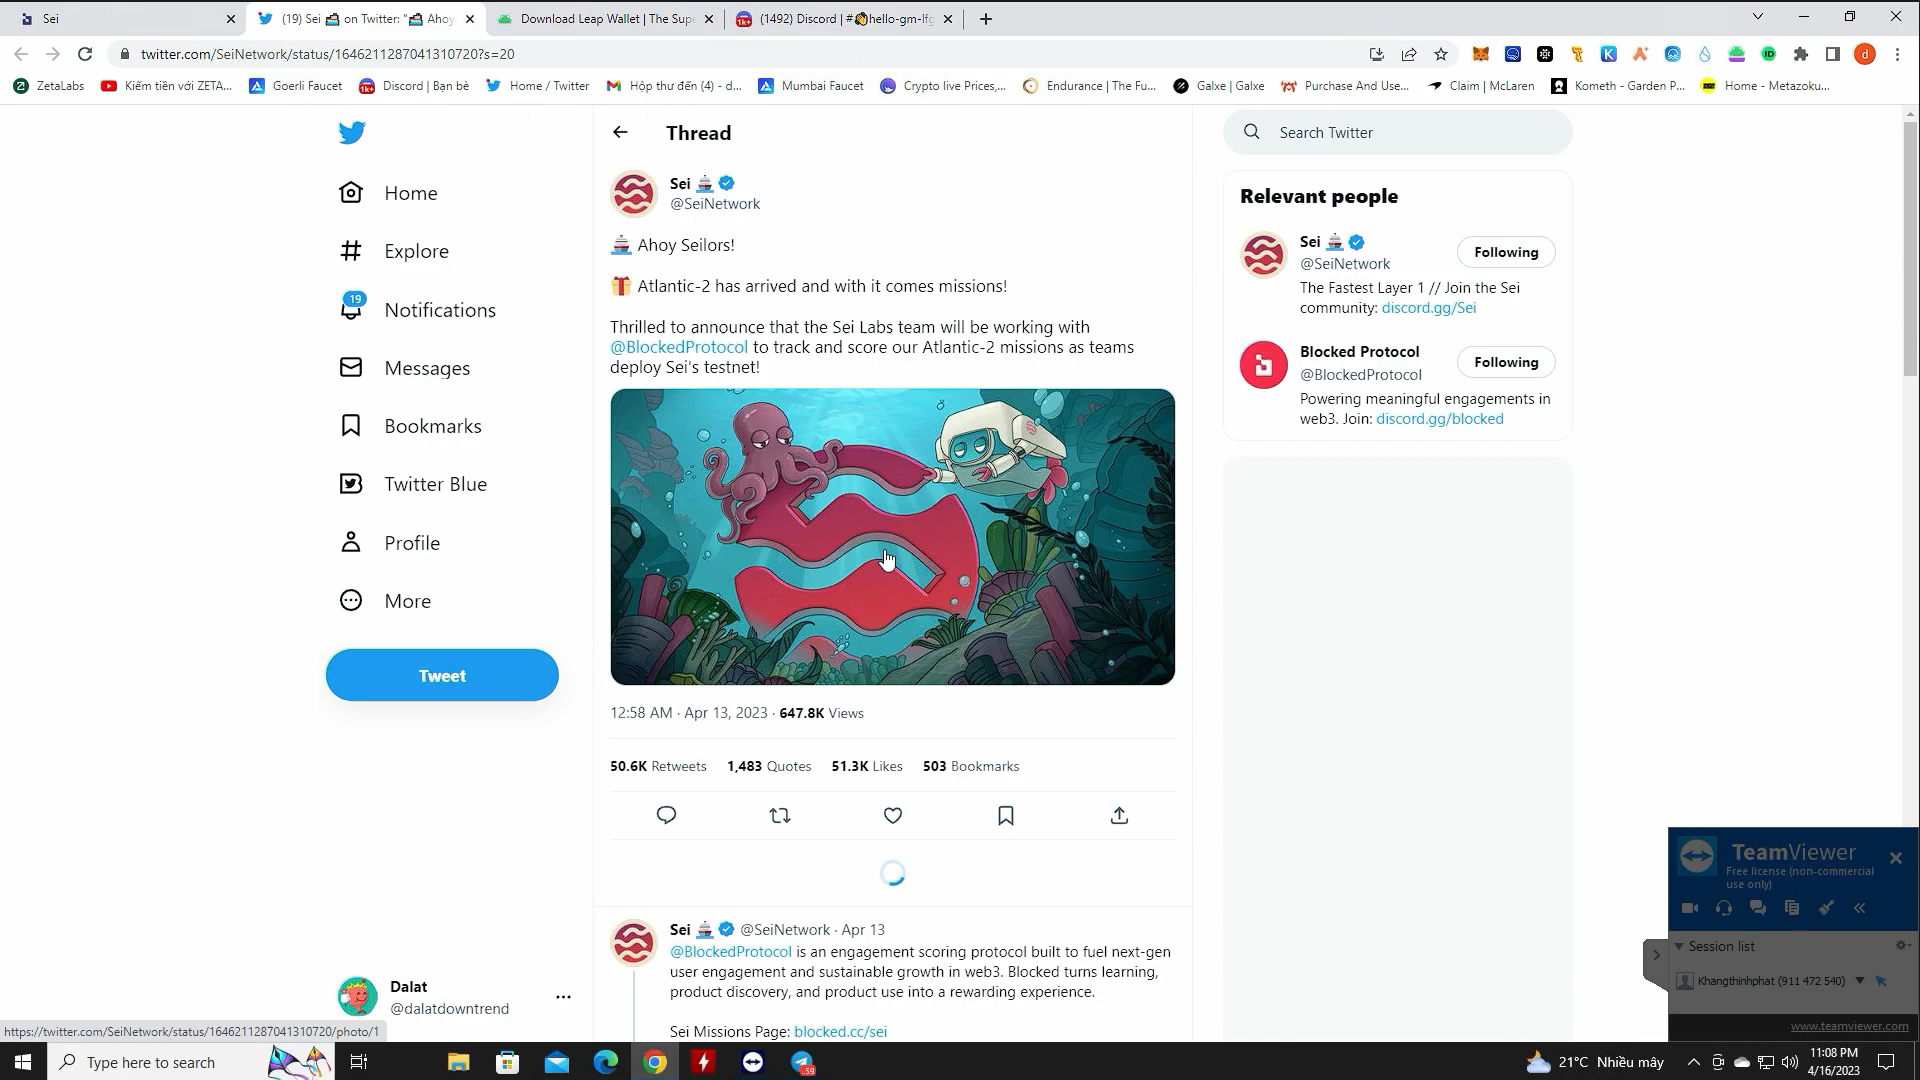 Sei
(19) Sei 🚢 on Twitter: "🚢 Ahoy
Download Leap Wallet | The Supe
(1492) Discord | #👋hello-gm-lfg
twitter.com/SeiNetwork/status/1646211287041310720?s=20
ZetaLabs
Kiếm tiền với ZETA...
Goerli Faucet
Discord | Bạn bè
Home / Twitter
Hộp thư đến (4) - d...
Mumbai Faucet
Crypto live Prices,...
Endurance | The Fu...
Galxe | Galxe
Purchase And Use...
Claim | McLaren
Kometh - Garden P...
Home - Metazoku...
Home
Explore
19
Notifications
Messages
Bookmarks
Twitter Blue
Profile
More
Tweet
Dalat
@dalatdowntrend
Thread
Sei 🚢
@SeiNetwork
🚢 Ahoy Seilors!
🎁 Atlantic-2 has arrived and with it comes missions!
Thrilled to announce that the Sei Labs team will be working with
@BlockedProtocol to track and score our Atlantic-2 missions as teams
deploy Sei's testnet!
12:58 AM · Apr 13, 2023 · 647.8K Views
50.6K Retweets 1,483 Quotes 51.3K Likes 503 Bookmarks
Sei 🚢 @SeiNetwork · Apr 13
@BlockedProtocol is an engagement scoring protocol built to fuel next-gen
user engagement and sustainable growth in web3. Blocked turns learning,
product discovery, and product use into a rewarding experience.
Sei Missions Page: blocked.cc/sei
Search Twitter
Relevant people
Sei 🚢
@SeiNetwork
Following
The Fastest Layer 1 // Join the Sei
community: discord.gg/Sei
Blocked Protocol
@BlockedProtocol
Following
Powering meaningful engagements in
web3. Join: discord.gg/blocked
TeamViewer
Free license (non-commercial
use only)
Session list
Khangthinhphat (911 472 540)
www.teamviewer.com
https://twitter.com/SeiNetwork/status/1646211287041310720/photo/1
Type here to search
59
21°C Nhiều mây
11:08 PM
4/16/2023